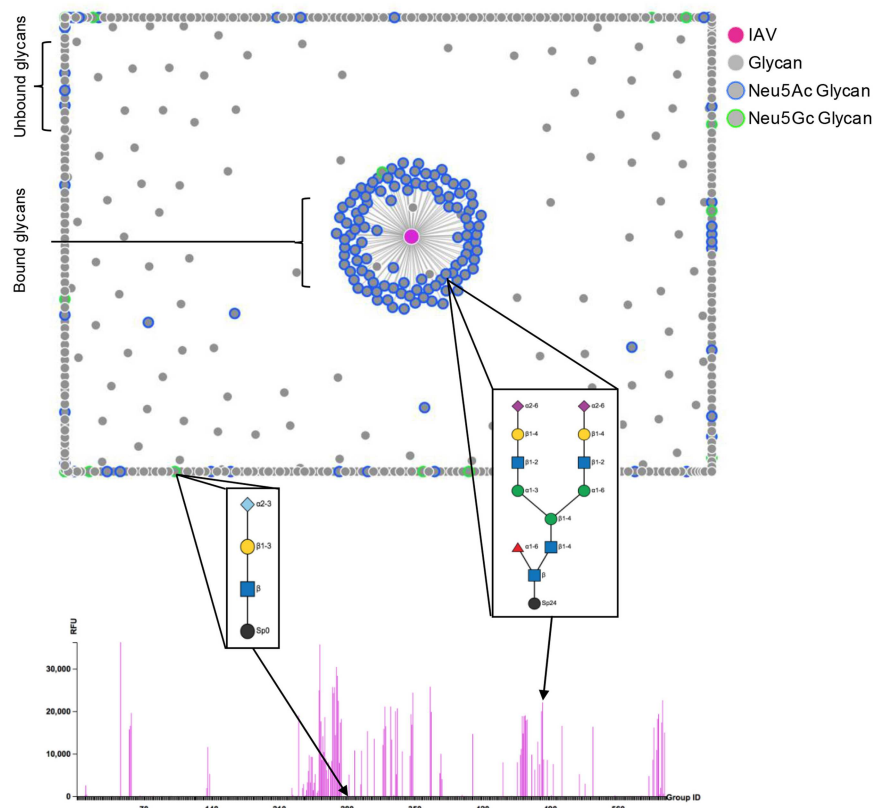 IAV
Glycan
Neu5Ac Glycan
Neu5Gc Glycan
Unbound glycans
Bound glycans
α2-6
α2-6
β1-4
β1-4
β1-2
β1-2
α1-3
α1-6
β1-4
α1-6
β1-4
β
Sp24
α2-3
β1-3
β
Sp0
RFU
30,000
20,000
10,000
0
Group ID